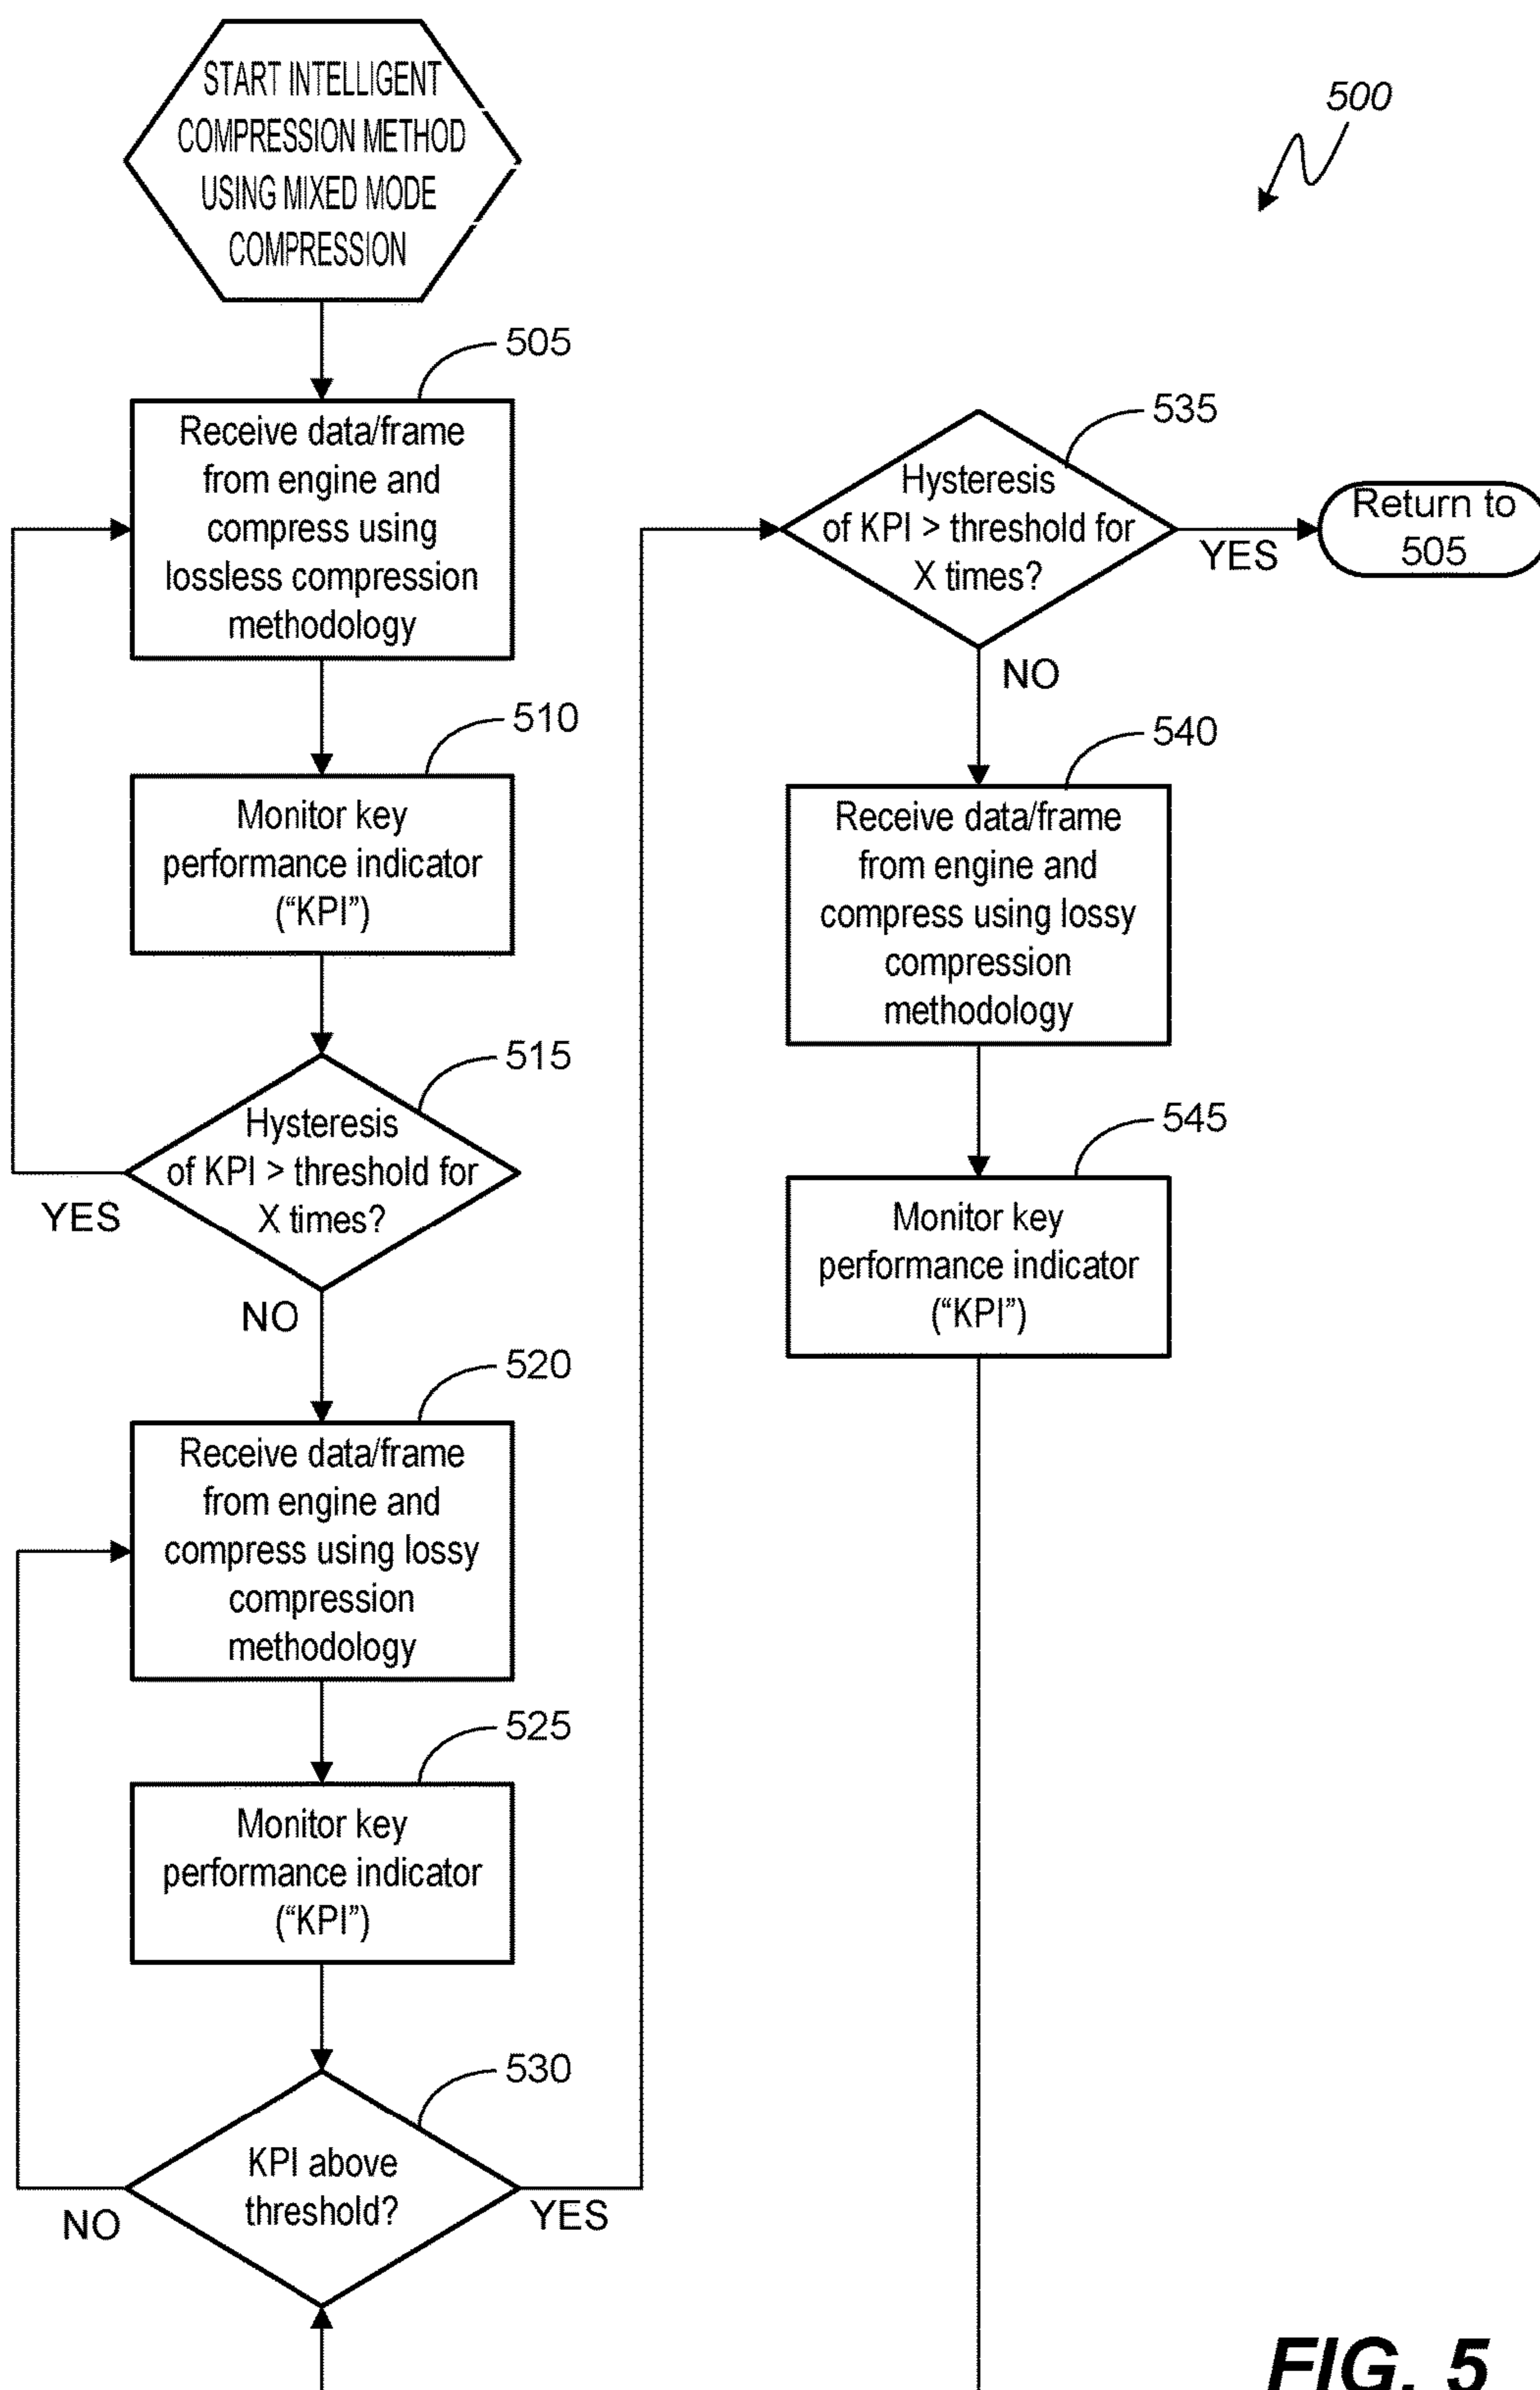 START INTELLIGENT
COMPRESSION METHOD
USING MIXED MODE
COMPRESSION
500
505
Receive data/frame
from engine and
compress using
lossless compression
methodology
510
Monitor key
performance indicator
(“KPI”)
515
Hysteresis
of KPI > threshold for
X times?
YES
NO
520
Receive data/frame
from engine and
compress using lossy
compression
methodology
525
Monitor key
performance indicator
(“KPI”)
530
KPI above
threshold?
NO
YES
535
Hysteresis
of KPI > threshold for
X times?
YES
Return to
505
NO
540
Receive data/frame
from engine and
compress using lossy
compression
methodology
545
Monitor key
performance indicator
(“KPI”)
FIG. 5